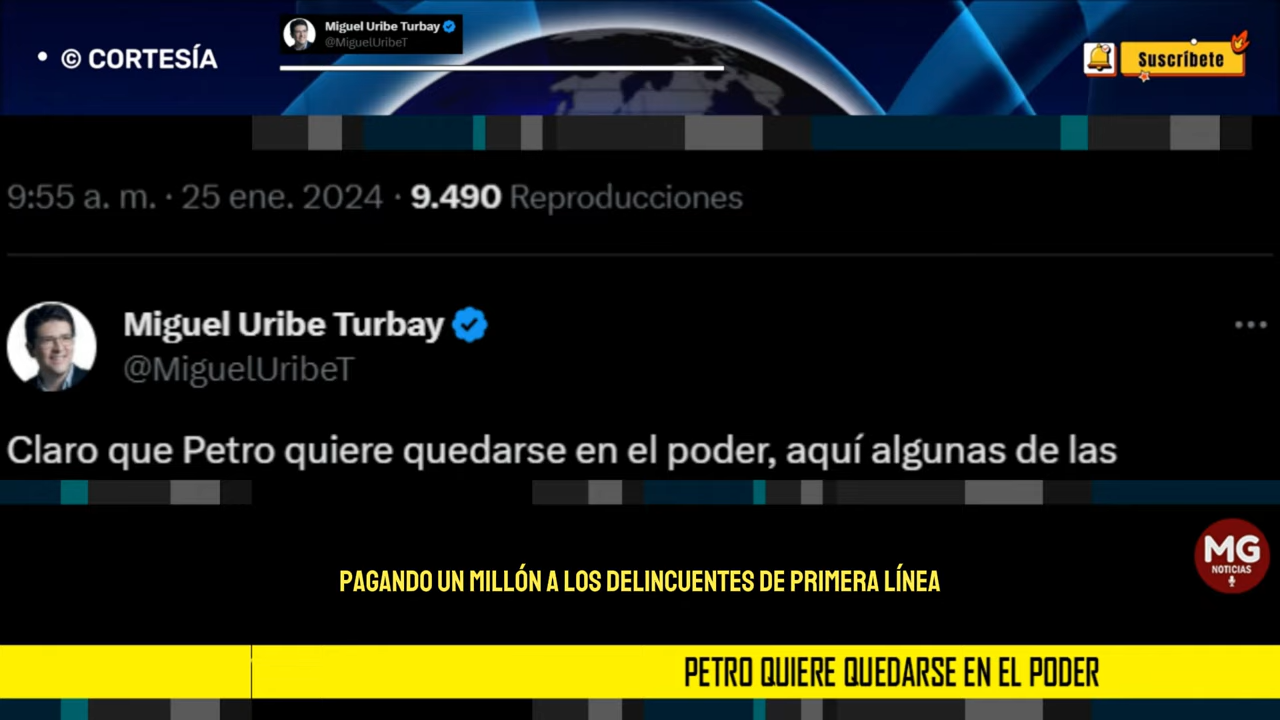 • © CORTESÍA
Miguel Uribe Turbay
@MiguelUribeT
Suscríbete
9:55 a. m. · 25 ene. 2024 · 9.490 Reproducciones
Miguel Uribe Turbay
@MiguelUribeT
Claro que Petro quiere quedarse en el poder, aquí algunas de las
MG
NOTICIAS
PAGANDO UN MILLÓN A LOS DELINCUENTES DE PRIMERA LÍNEA
PETRO QUIERE QUEDARSE EN EL PODER